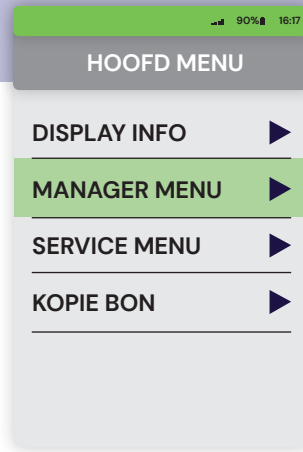 90% 16:17
HOOFD MENU
DISPLAY INFO
MANAGER MENU
SERVICE MENU
KOPIE BON